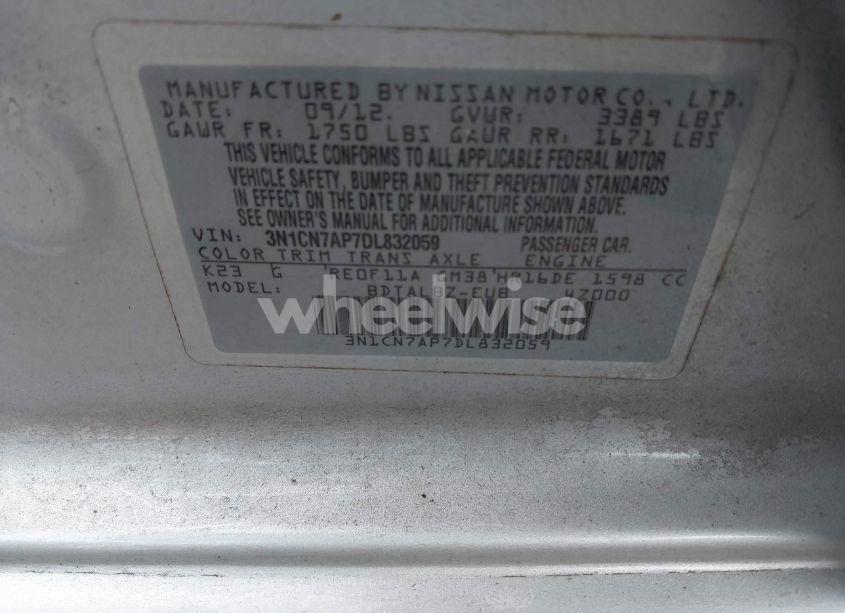 MANUFACTURED BY NISSAN MOTOR CO., LTD.
DATE: 09/12. GVWR: 3389 LBS
GAWR FR: 1750 LBS GAWR RR: 1671 LBS
THIS VEHICLE CONFORMS TO ALL APPLICABLE FEDERAL MOTOR
VEHICLE SAFETY, BUMPER AND THEFT PREVENTION STANDARDS
IN EFFECT ON THE DATE OF MANUFACTURE SHOWN ABOVE.
SEE OWNER'S MANUAL FOR ADDITIONAL INFORMATION.
VIN: 3N1CN7AP7DL832059 PASSENGER CAR.
COLOR TRIM TRANS AXLE ENGINE
K23 G RE0F11A HR16DE 1598 CC
MODEL:
wheelwise
3N1CN7AP7DL832059